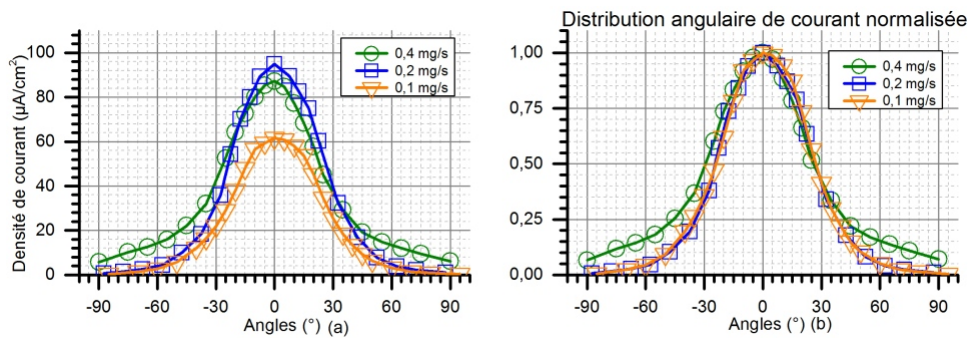 Distribution angulaire de courant normalisée
Densité de courant (µA/cm²)
100
80
60
40
20
0
-90 -60 -30 0 30 60 90
Angles (°) (a)
0,4 mg/s
0,2 mg/s
0,1 mg/s
1,00
0,75
0,50
0,25
0,00
-90 -60 -30 0 30 60 90
Angles (°) (b)
0,4 mg/s
0,2 mg/s
0,1 mg/s